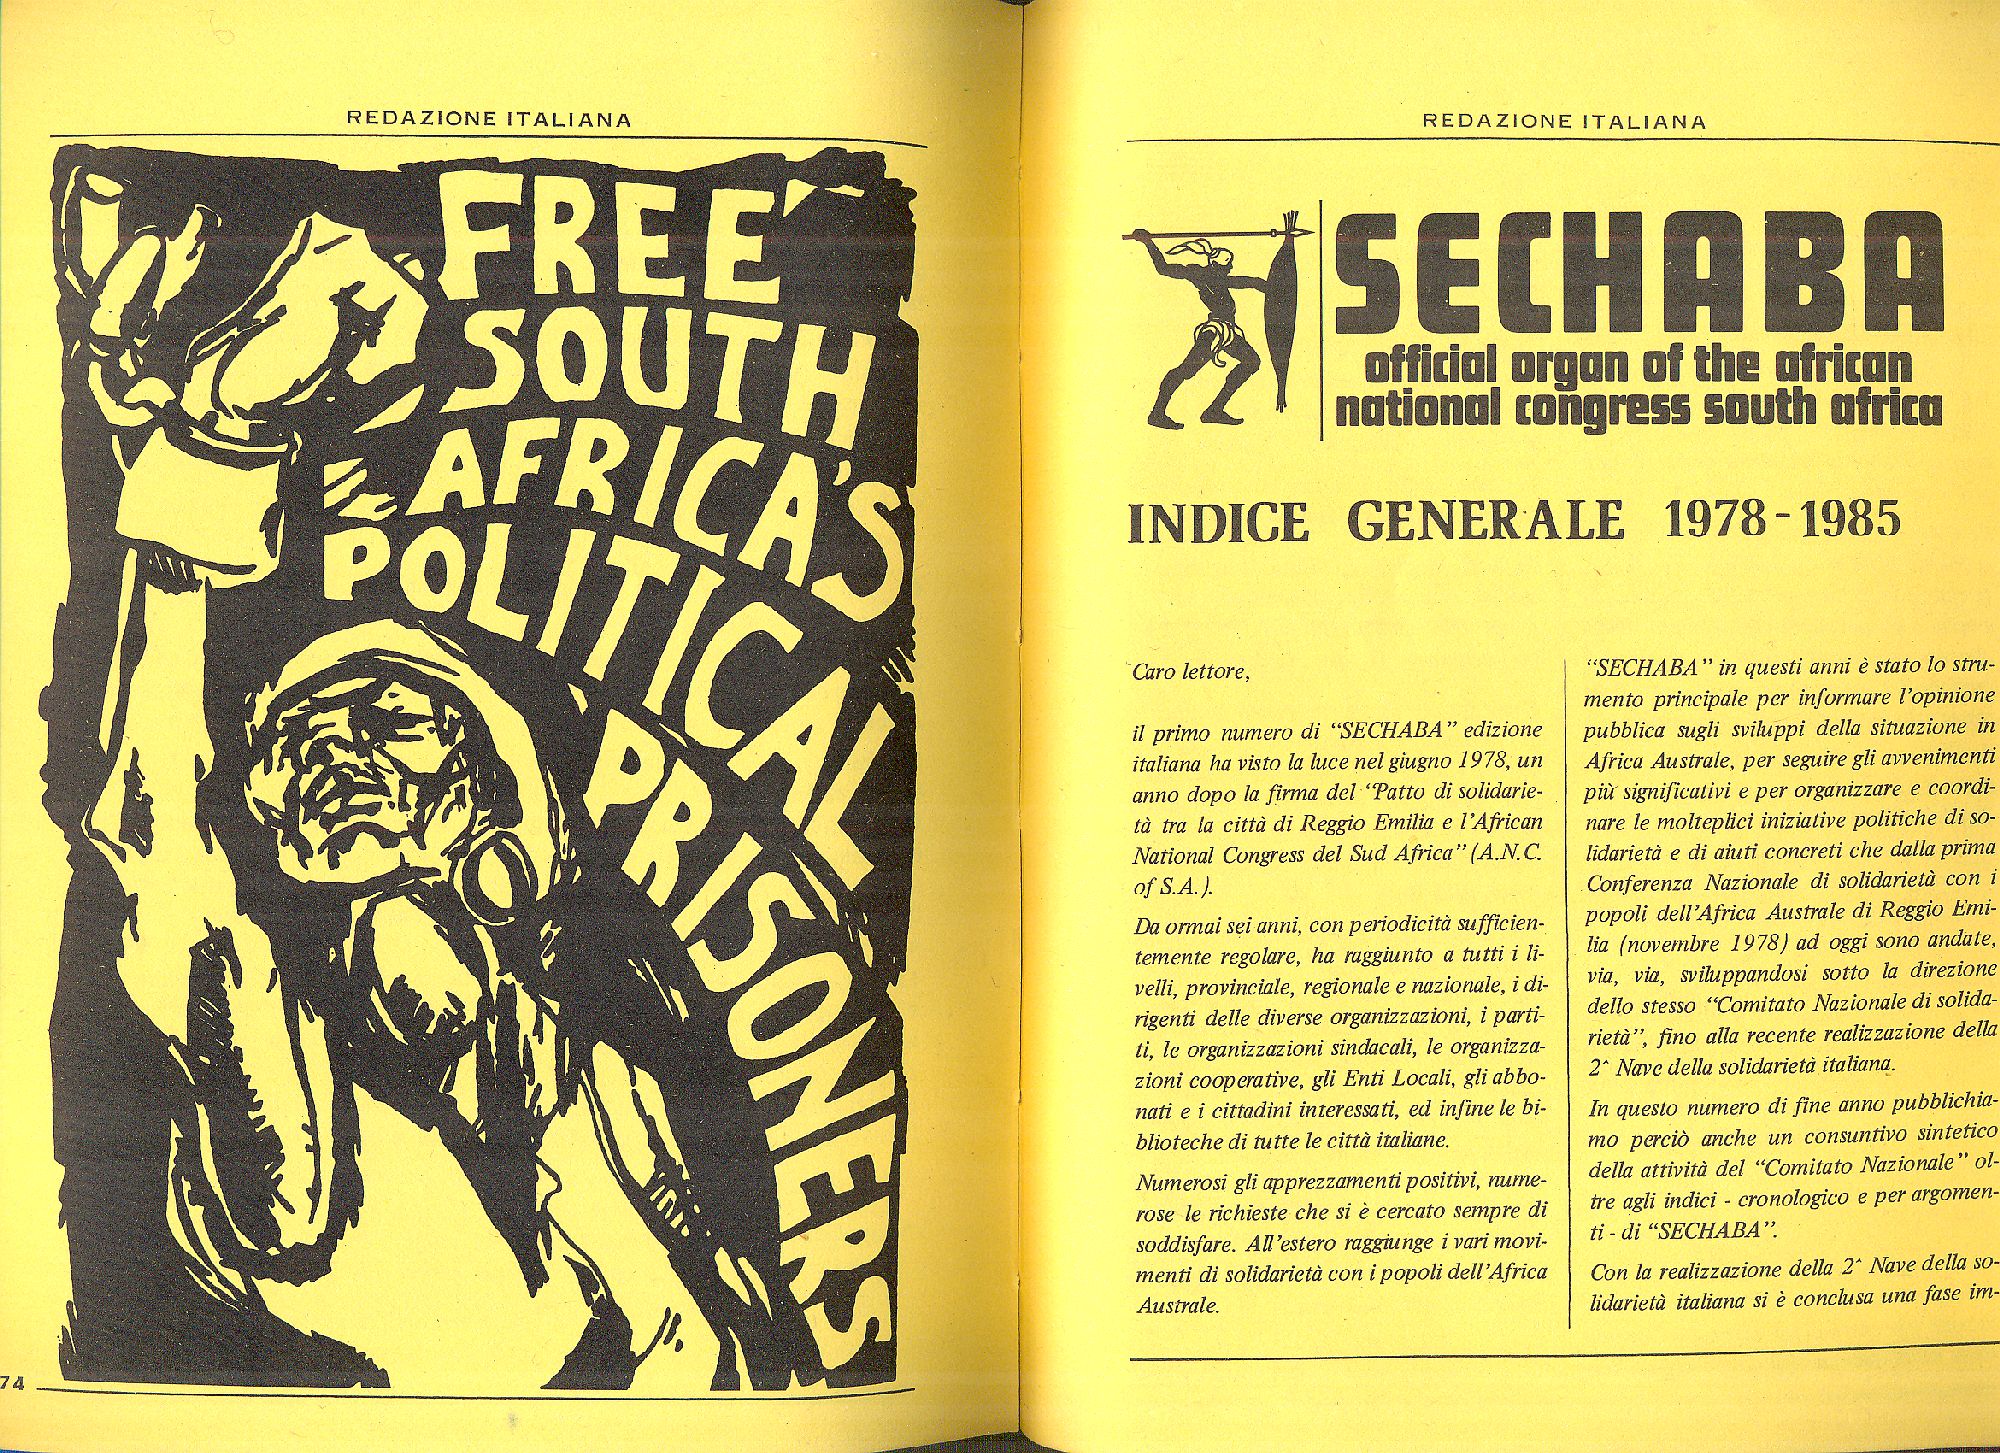 REDAZIONE ITALIANA
FREE
SOUTH
AFRICA'S
POLITICAL
PRISONERS
74
REDAZIONE ITALIANA
SECHABA
official organ of the african
national congress south africa
INDICE GENERALE 1978-1985
Caro lettore,
il primo numero di “SECHABA” edizione
italiana ha visto la luce nel giugno 1978, un
anno dopo la firma del “Patto di solidarie-
tà tra la città di Reggio Emilia e l'African
National Congress del Sud Africa” (A.N.C.
of S.A.).
Da ormai sei anni, con periodicità sufficien-
temente regolare, ha raggiunto a tutti i li-
velli, provinciale, regionale e nazionale, i di-
rigenti delle diverse organizzazioni, i parti-
ti, le organizzazioni sindacali, le organizza-
zioni cooperative, gli Enti Locali, gli abbo-
nati e i cittadini interessati, ed infine le bi-
blioteche di tutte le città italiane.
Numerosi gli apprezzamenti positivi, nume-
rose le richieste che si è cercato sempre di
soddisfare. All'estero raggiunge i vari movi-
menti di solidarietà con i popoli dell'Africa
Australe.
“SECHABA” in questi anni è stato lo stru-
mento principale per informare l'opinione
pubblica sugli sviluppi della situazione in
Africa Australe, per seguire gli avvenimenti
più significativi e per organizzare e coordi-
nare le molteplici iniziative politiche di so-
lidarietà e di aiuti concreti che dalla prima
Conferenza Nazionale di solidarietà con i
popoli dell'Africa Australe di Reggio Emi-
lia (novembre 1978) ad oggi sono andate,
via, via, sviluppandosi sotto la direzione
dello stesso “Comitato Nazionale di solida-
rietà”, fino alla recente realizzazione della
2^ Nave della solidarietà italiana.
In questo numero di fine anno pubblichia-
mo perciò anche un consuntivo sintetico
della attività del “Comitato Nazionale” ol-
tre agli indici - cronologico e per argomen-
ti - di “SECHABA”.
Con la realizzazione della 2^ Nave della so-
lidarietà italiana si è conclusa una fase im-